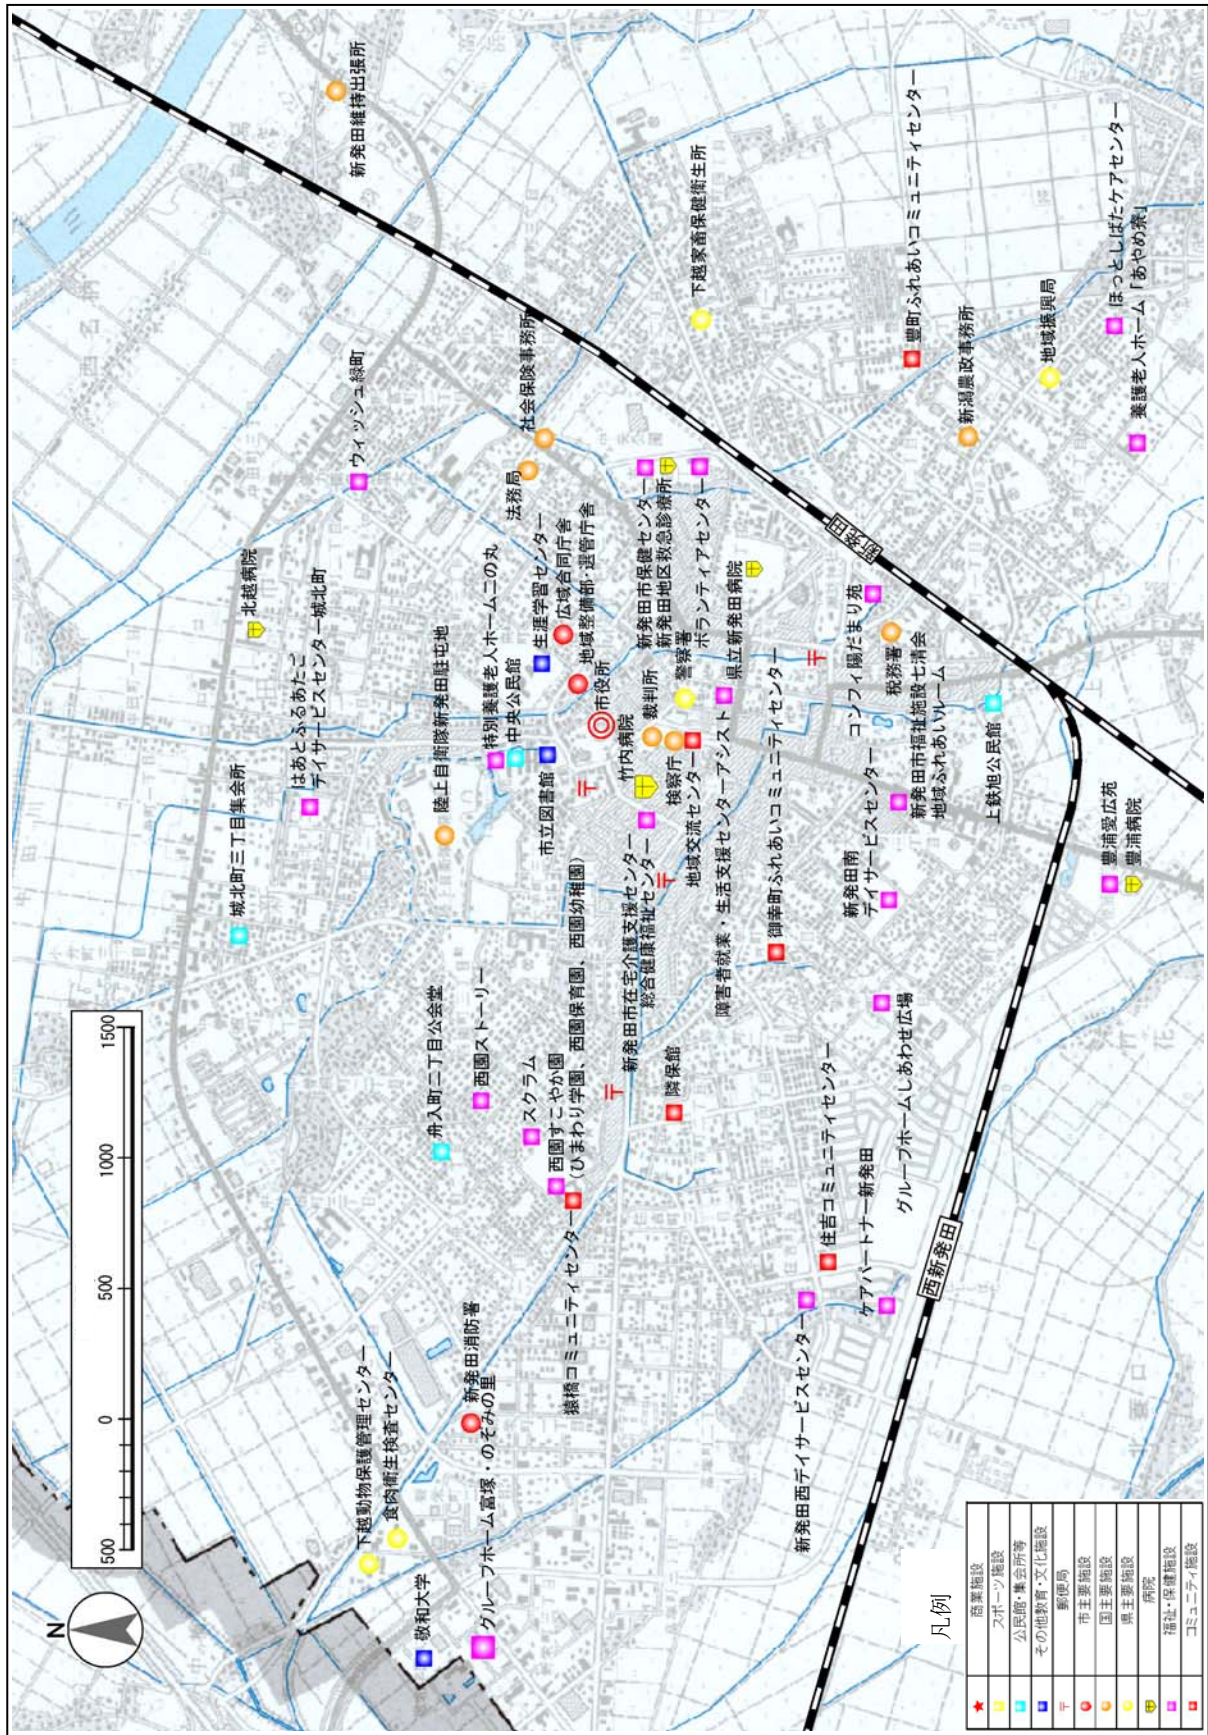 N
500
0
500
1000
1500
新発田維持出張所
ウィッシュ緑町
北越病院
はあとふるあたご
デイサービスセンター城北町
城北町三丁目集会所
陸上自衛隊新発田駐屯地
社会保険事務所
法務局
下越家畜保健衛生所
豊町ふれあいコミュニティセンター
新潟農政事務所
地域振興局
ほっとしばたケアセンター
養護老人ホーム「あやめ寮」
特別養護老人ホーム二の丸
中央公民館
生涯学習センター
広域合同庁舎
地域整備部・選管庁舎
市立図書館
市役所
竹内病院
裁判所
検察庁
警察署
新発田市保健センター
新発田地区救急診療所
ボランティアセンター
県立新発田病院
地域交流センター
障害者就業・生活支援センターアシスト
新発田市在宅介護支援センター
総合健康福祉センター
御幸町ふれあいコミュニティセンター
新発田
コンフィ陽だまり苑
税務署
新発田市福祉施設七清会
地域ふれあいルーム
上鉄旭公民館
新発田南
デイサービスセンター
豊浦愛広苑
豊浦病院
舟入町二丁目公会堂
西園ストーリー
スクラム
西園すこやか園
(ひまわり学園、西園保育園、西園幼稚園)
猿橋コミュニティセンター
隣保館
住吉コミュニティセンター
ケアパートナー新発田
グループホームしあわせ広場
新発田西デイサービスセンター
西新発田
新発田消防署
下越動物保護管理センター
食肉衛生検査センター
敬和大学
グループホーム富塚・のぞみの里
凡例
商業施設
スポーツ施設
公民館・集会所等
その他教育・文化施設
郵便局
市主要施設
国主要施設
県主要施設
病院
福祉・保健施設
コミュニティ施設